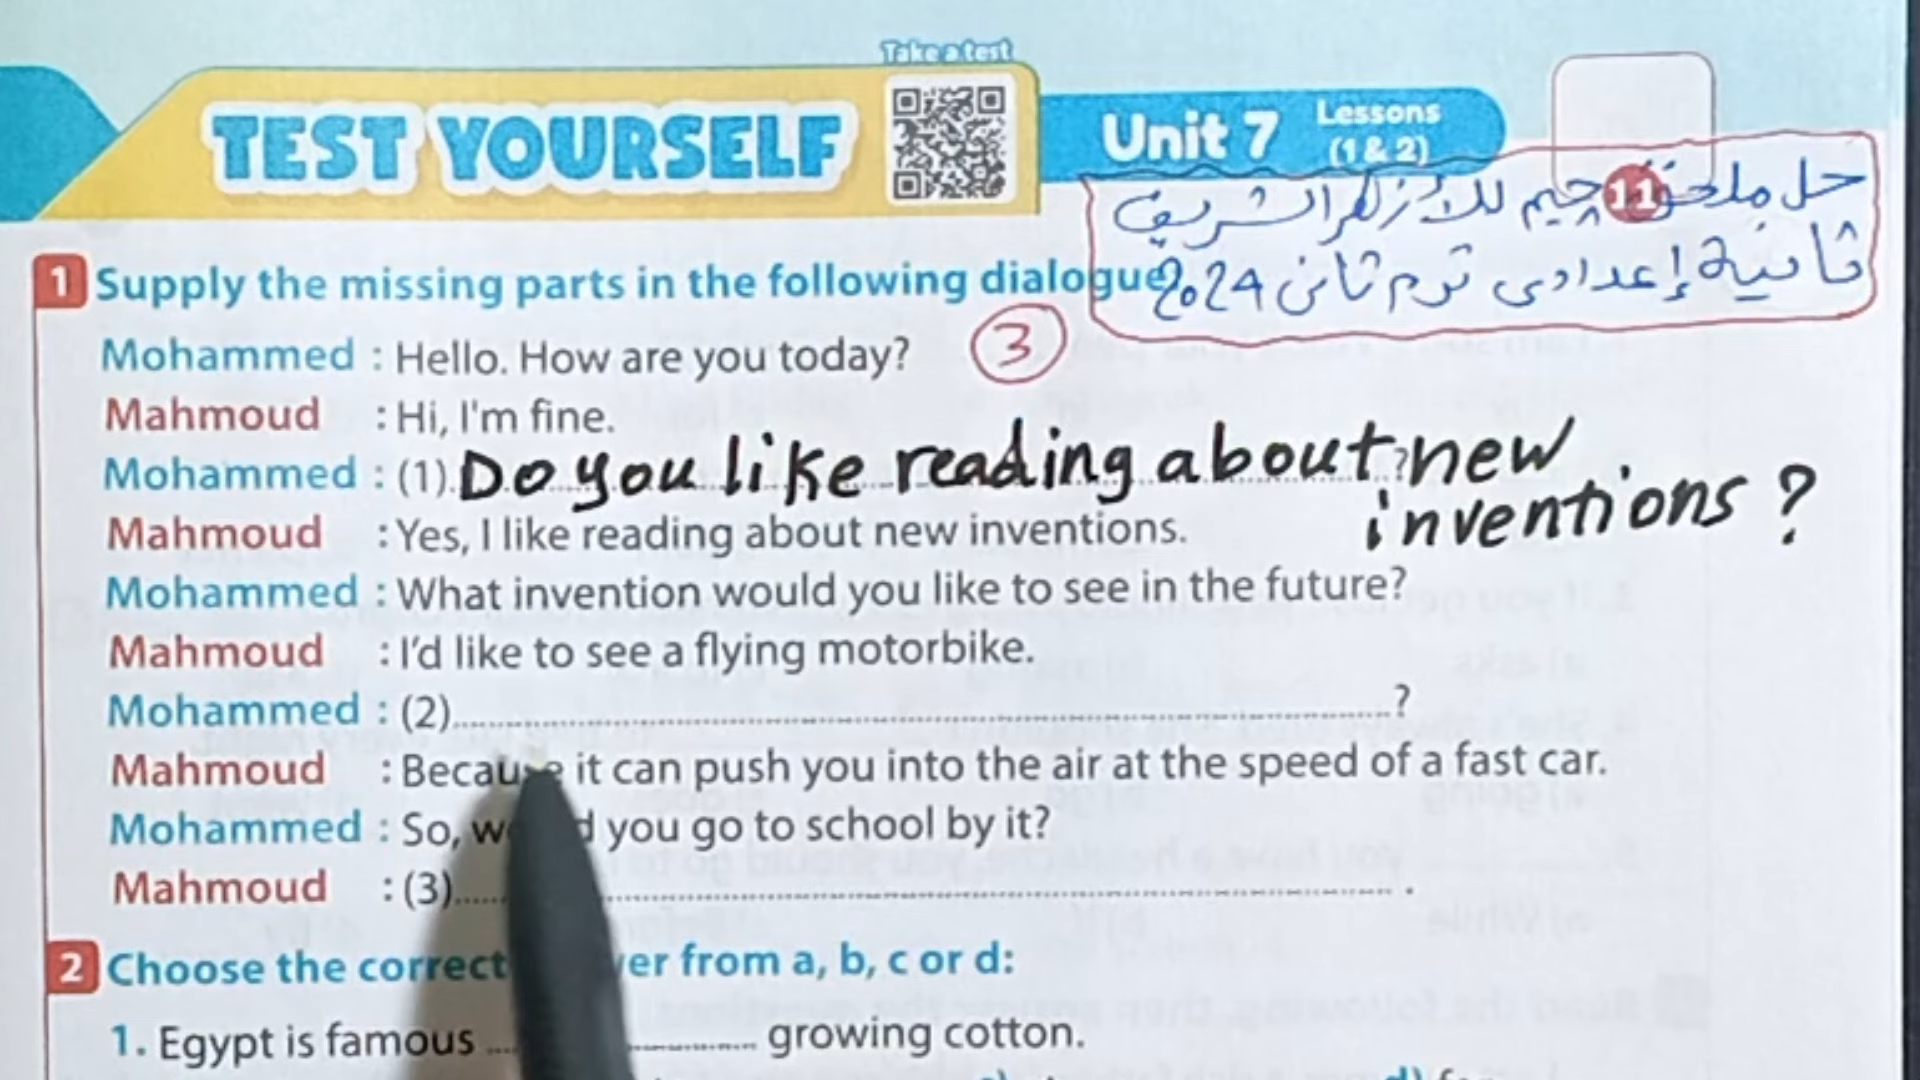 Take a test
TEST YOURSELF
Unit 7
Lessons
(1 & 2)
11
حل ملحق جيم للأزهر الشريف
ثانية إعدادى ترم ثانى 2024
1 Supply the missing parts in the following dialogue
3
Mohammed : Hello. How are you today?
Mahmoud : Hi, I'm fine.
Mohammed : (1) Do you like reading about ? new
inventions ?
Mahmoud : Yes, I like reading about new inventions.
Mohammed : What invention would you like to see in the future?
Mahmoud : I'd like to see a flying motorbike.
Mohammed : (2)..............................?
Mahmoud : Because it can push you into the air at the speed of a fast car.
Mohammed : So, would you go to school by it?
Mahmoud : (3)..............................
2 Choose the correct from a, b, c or d:
1. Egypt is famous .............. growing cotton.
d)